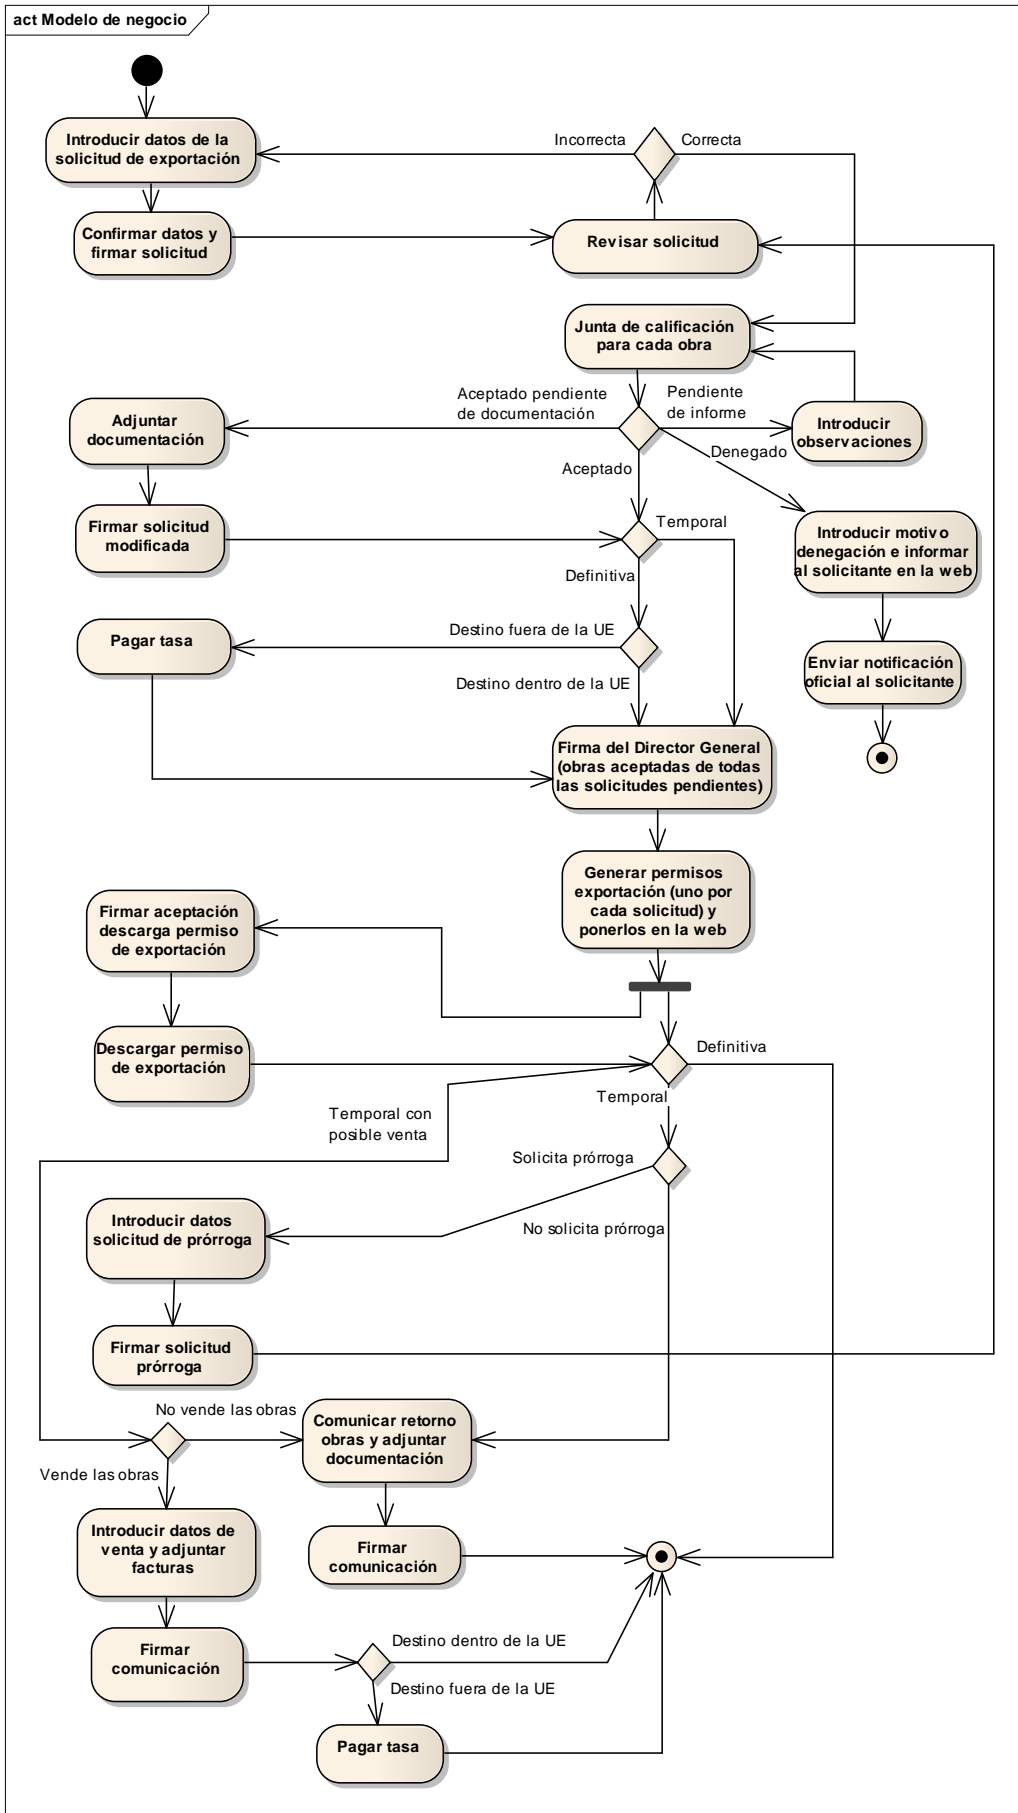 act Modelo de negocio
Introducir datos de la
solicitud de exportación
Incorrecta
Correcta
Confirmar datos y
firmar solicitud
Revisar solicitud
Junta de calificación
para cada obra
Aceptado pendiente
de documentación
Pendiente
de informe
Adjuntar
documentación
Introducir
observaciones
Denegado
Aceptado
Firmar solicitud
modificada
Temporal
Introducir motivo
denegación e informar
al solicitante en la web
Definitiva
Pagar tasa
Destino fuera de la UE
Destino dentro de la UE
Enviar notificación
oficial al solicitante
Firma del Director General
(obras aceptadas de todas
las solicitudes pendientes)
Generar permisos
exportación (uno por
cada solicitud) y
ponerlos en la web
Firmar aceptación
descarga permiso
de exportación
Descargar permiso
de exportación
Definitiva
Temporal
Temporal con
posible venta
Solicita prórroga
Introducir datos
solicitud de prórroga
No solicita prórroga
Firmar solicitud
prórroga
No vende las obras
Comunicar retorno
obras y adjuntar
documentación
Vende las obras
Introducir datos de
venta y adjuntar
facturas
Firmar
comunicación
Firmar
comunicación
Destino dentro de la UE
Destino fuera de la UE
Pagar tasa